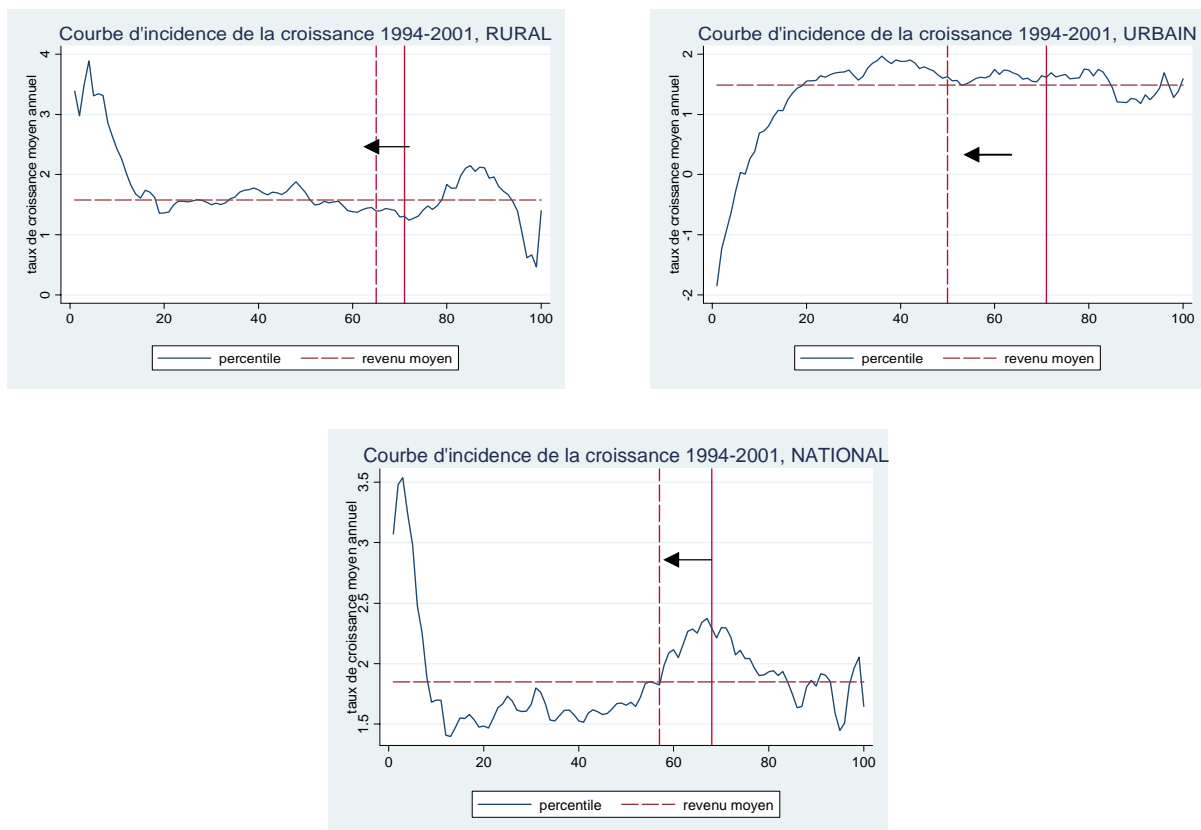 Courbe d'incidence de la croissance 1994-2001, RURAL
taux de croissance moyen annuel
4
3
2
1
0
0 20 40 60 80 100
percentile revenu moyen
Courbe d'incidence de la croissance 1994-2001, URBAIN
taux de croissance moyen annuel
2
1
0
-1
-2
0 20 40 60 80 100
percentile revenu moyen
Courbe d'incidence de la croissance 1994-2001, NATIONAL
taux de croissance moyen annuel
3.5
3
2.5
2
1.5
0 20 40 60 80 100
percentile revenu moyen